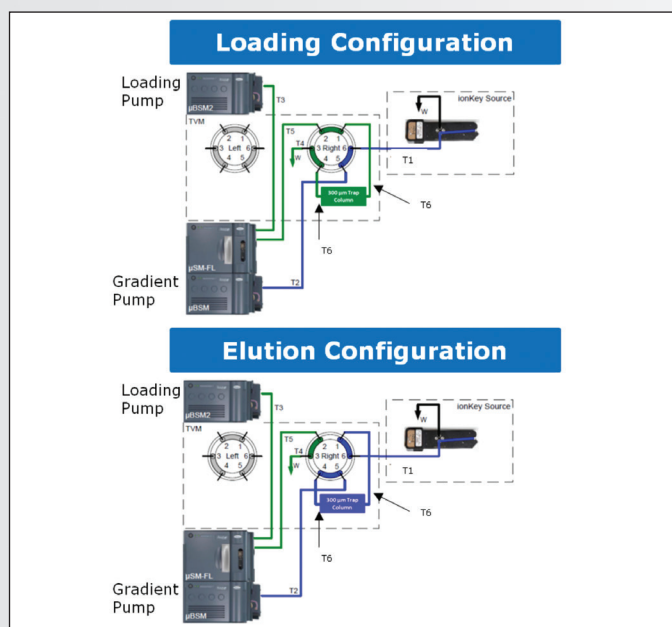 Loading Configuration
Loading
Pump
µBSM2
TVM
T3
T5
T4
W
2 1
3 Left 6
4 5
2 1
3 Right 6
4 5
ionKey Source
W
T1
300 µm Trap
Column
T6
T6
µSM-FL
T2
Gradient
Pump
µBSM
Elution Configuration
Loading
Pump
µBSM2
TVM
T3
T5
T4
W
2 1
3 Left 6
4 5
2 1
3 Right 6
4 5
ionKey Source
W
T1
300 µm Trap
Column
T6
T6
µSM-FL
T2
Gradient
Pump
µBSM